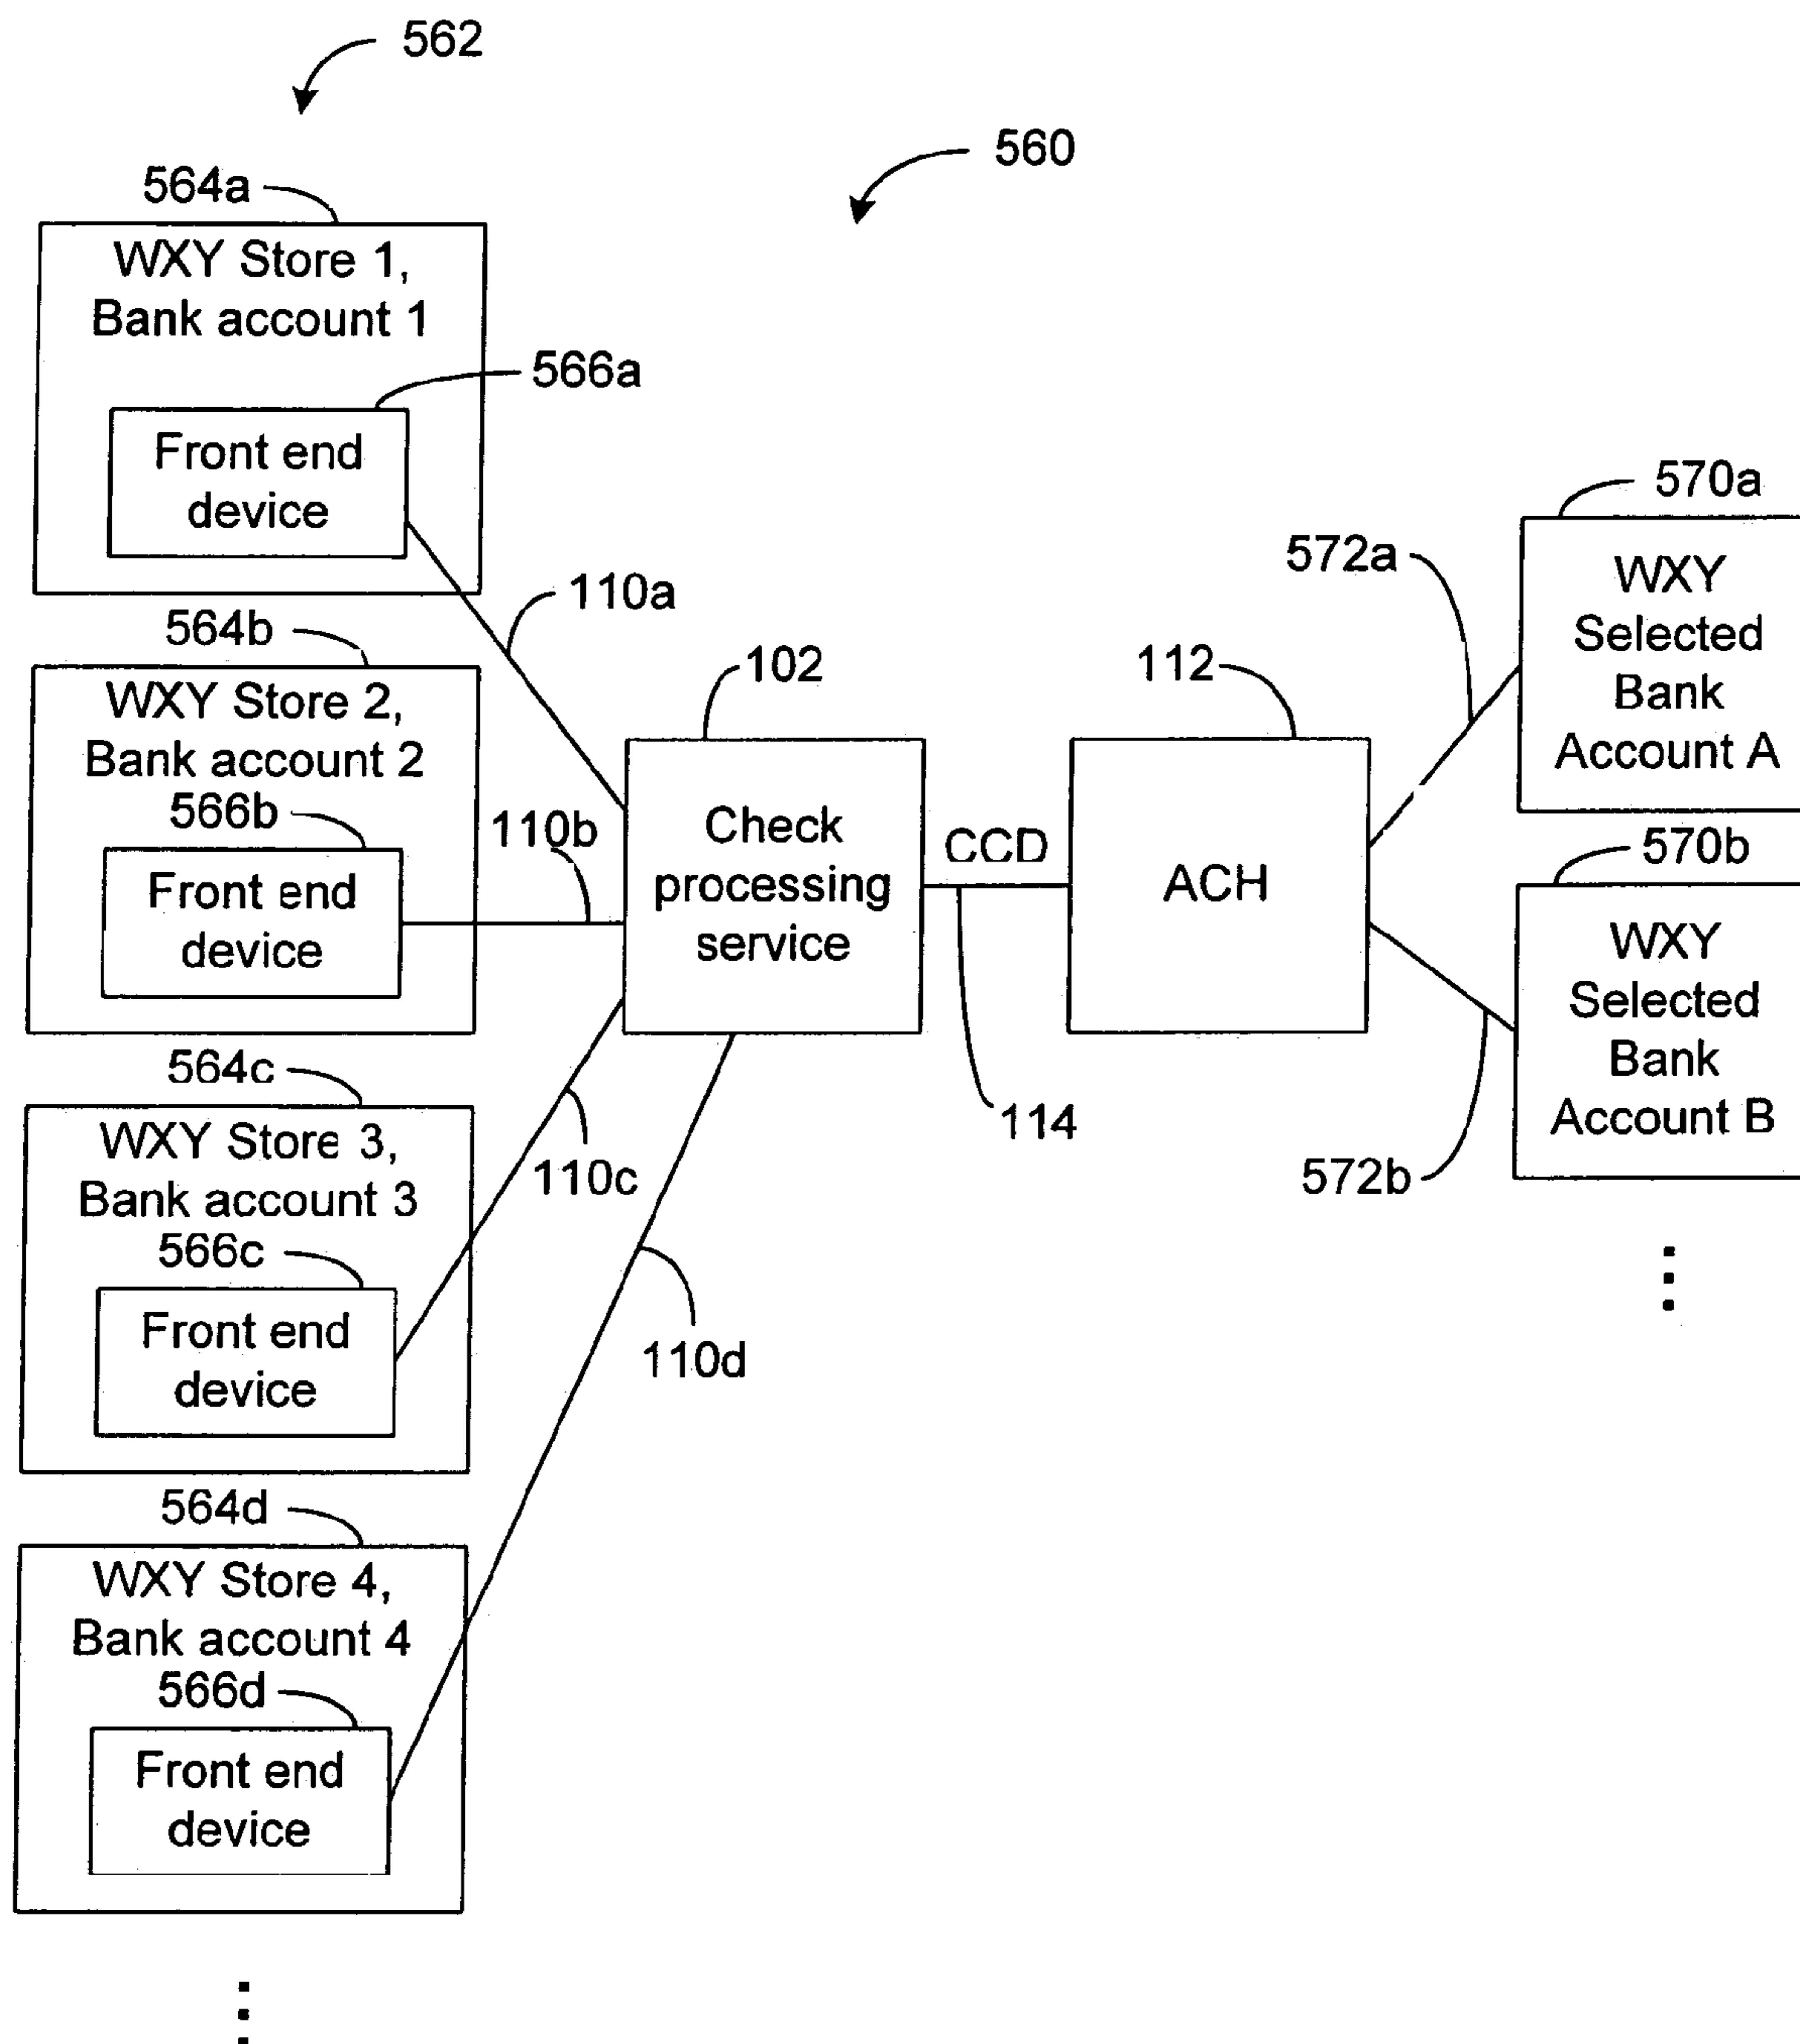 562
560
564a
WXY Store 1,
Bank account 1
566a
Front end
device
110a
564b
WXY Store 2,
Bank account 2
566b
110b
Front end
device
564c
WXY Store 3,
Bank account 3
566c
110c
Front end
device
110d
564d
WXY Store 4,
Bank account 4
566d
Front end
device
102
Check
processing
service
CCD
114
112
ACH
572a
570a
WXY
Selected
Bank
Account A
570b
WXY
Selected
Bank
Account B
572b